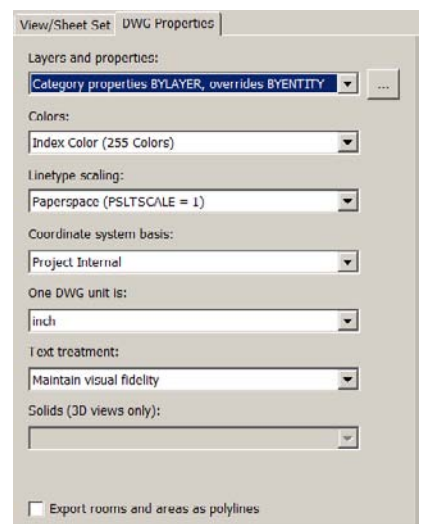 View/Sheet Set DWG Properties
Layers and properties:
Category properties BYLAYER, overrides BYENTITY ...
Colors:
Index Color (255 Colors)
Linetype scaling:
Paperspace (PSLTSCALE = 1)
Coordinate system basis:
Project Internal
One DWG unit is:
inch
Text treatment:
Maintain visual fidelity
Solids (3D views only):
Export rooms and areas as polylines